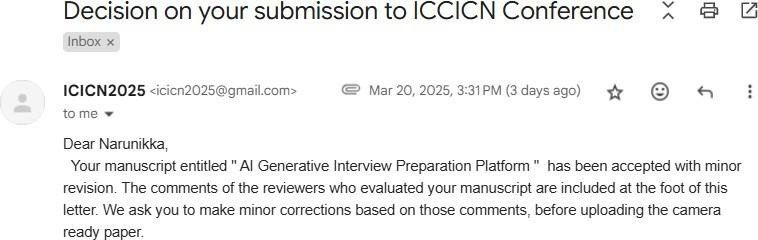 Decision on your submission to ICCICN Conference
Inbox ×
ICICN2025 <icicn2025@gmail.com>
Mar 20, 2025, 3:31 PM (3 days ago)
to me
Dear Narunikka,
Your manuscript entitled " AI Generative Interview Preparation Platform " has been accepted with minor
revision. The comments of the reviewers who evaluated your manuscript are included at the foot of this
letter. We ask you to make minor corrections based on those comments, before uploading the camera
ready paper.